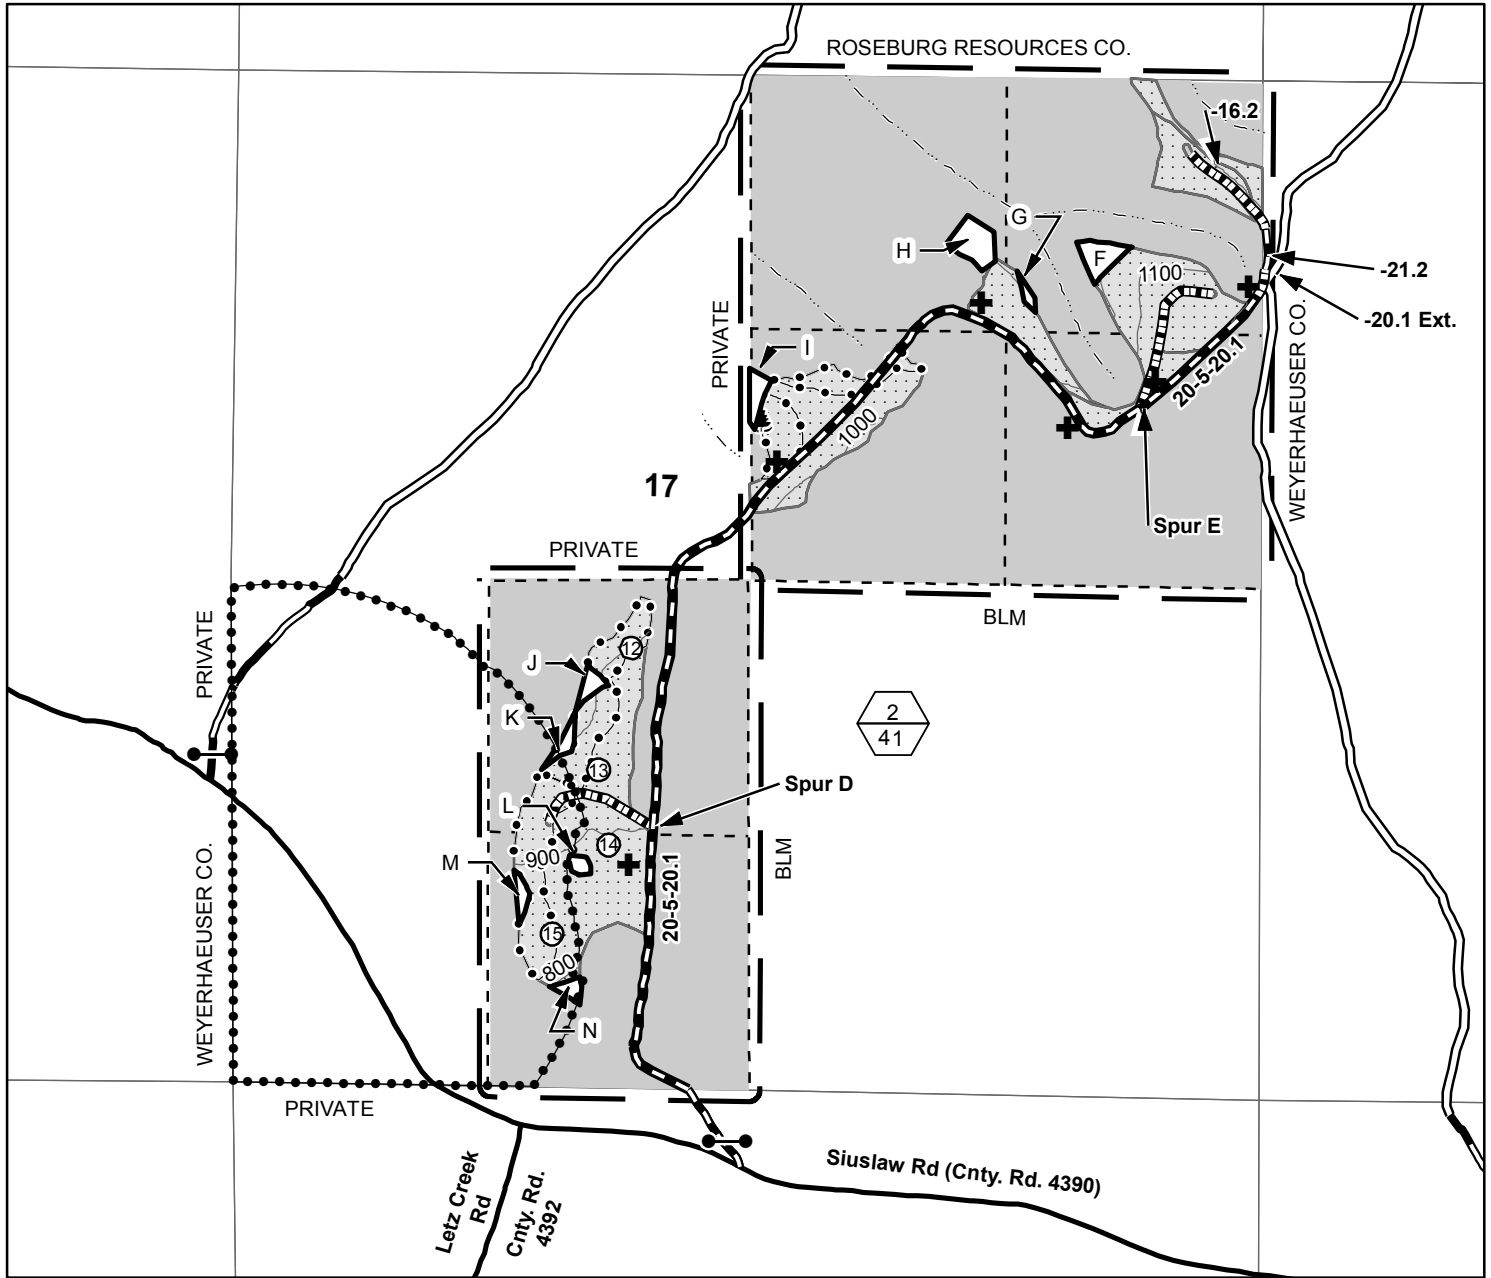 ROSEBURG RESOURCES CO.
-16.2
G
H
F
1100
-21.2
-20.1 Ext.
PRIVATE
I
WEYERHAEUSER CO.
20-5-20.1
1000
17
Spur E
PRIVATE
BLM
PRIVATE
12
J
K
2
41
13
Spur D
L
14
M
900
BLM
20-5-20.1
15
WEYERHAEUSER CO.
800
N
PRIVATE
Siuslaw Rd (Cnty. Rd. 4390)
Letz Creek
Rd
Cnty. Rd.
4392